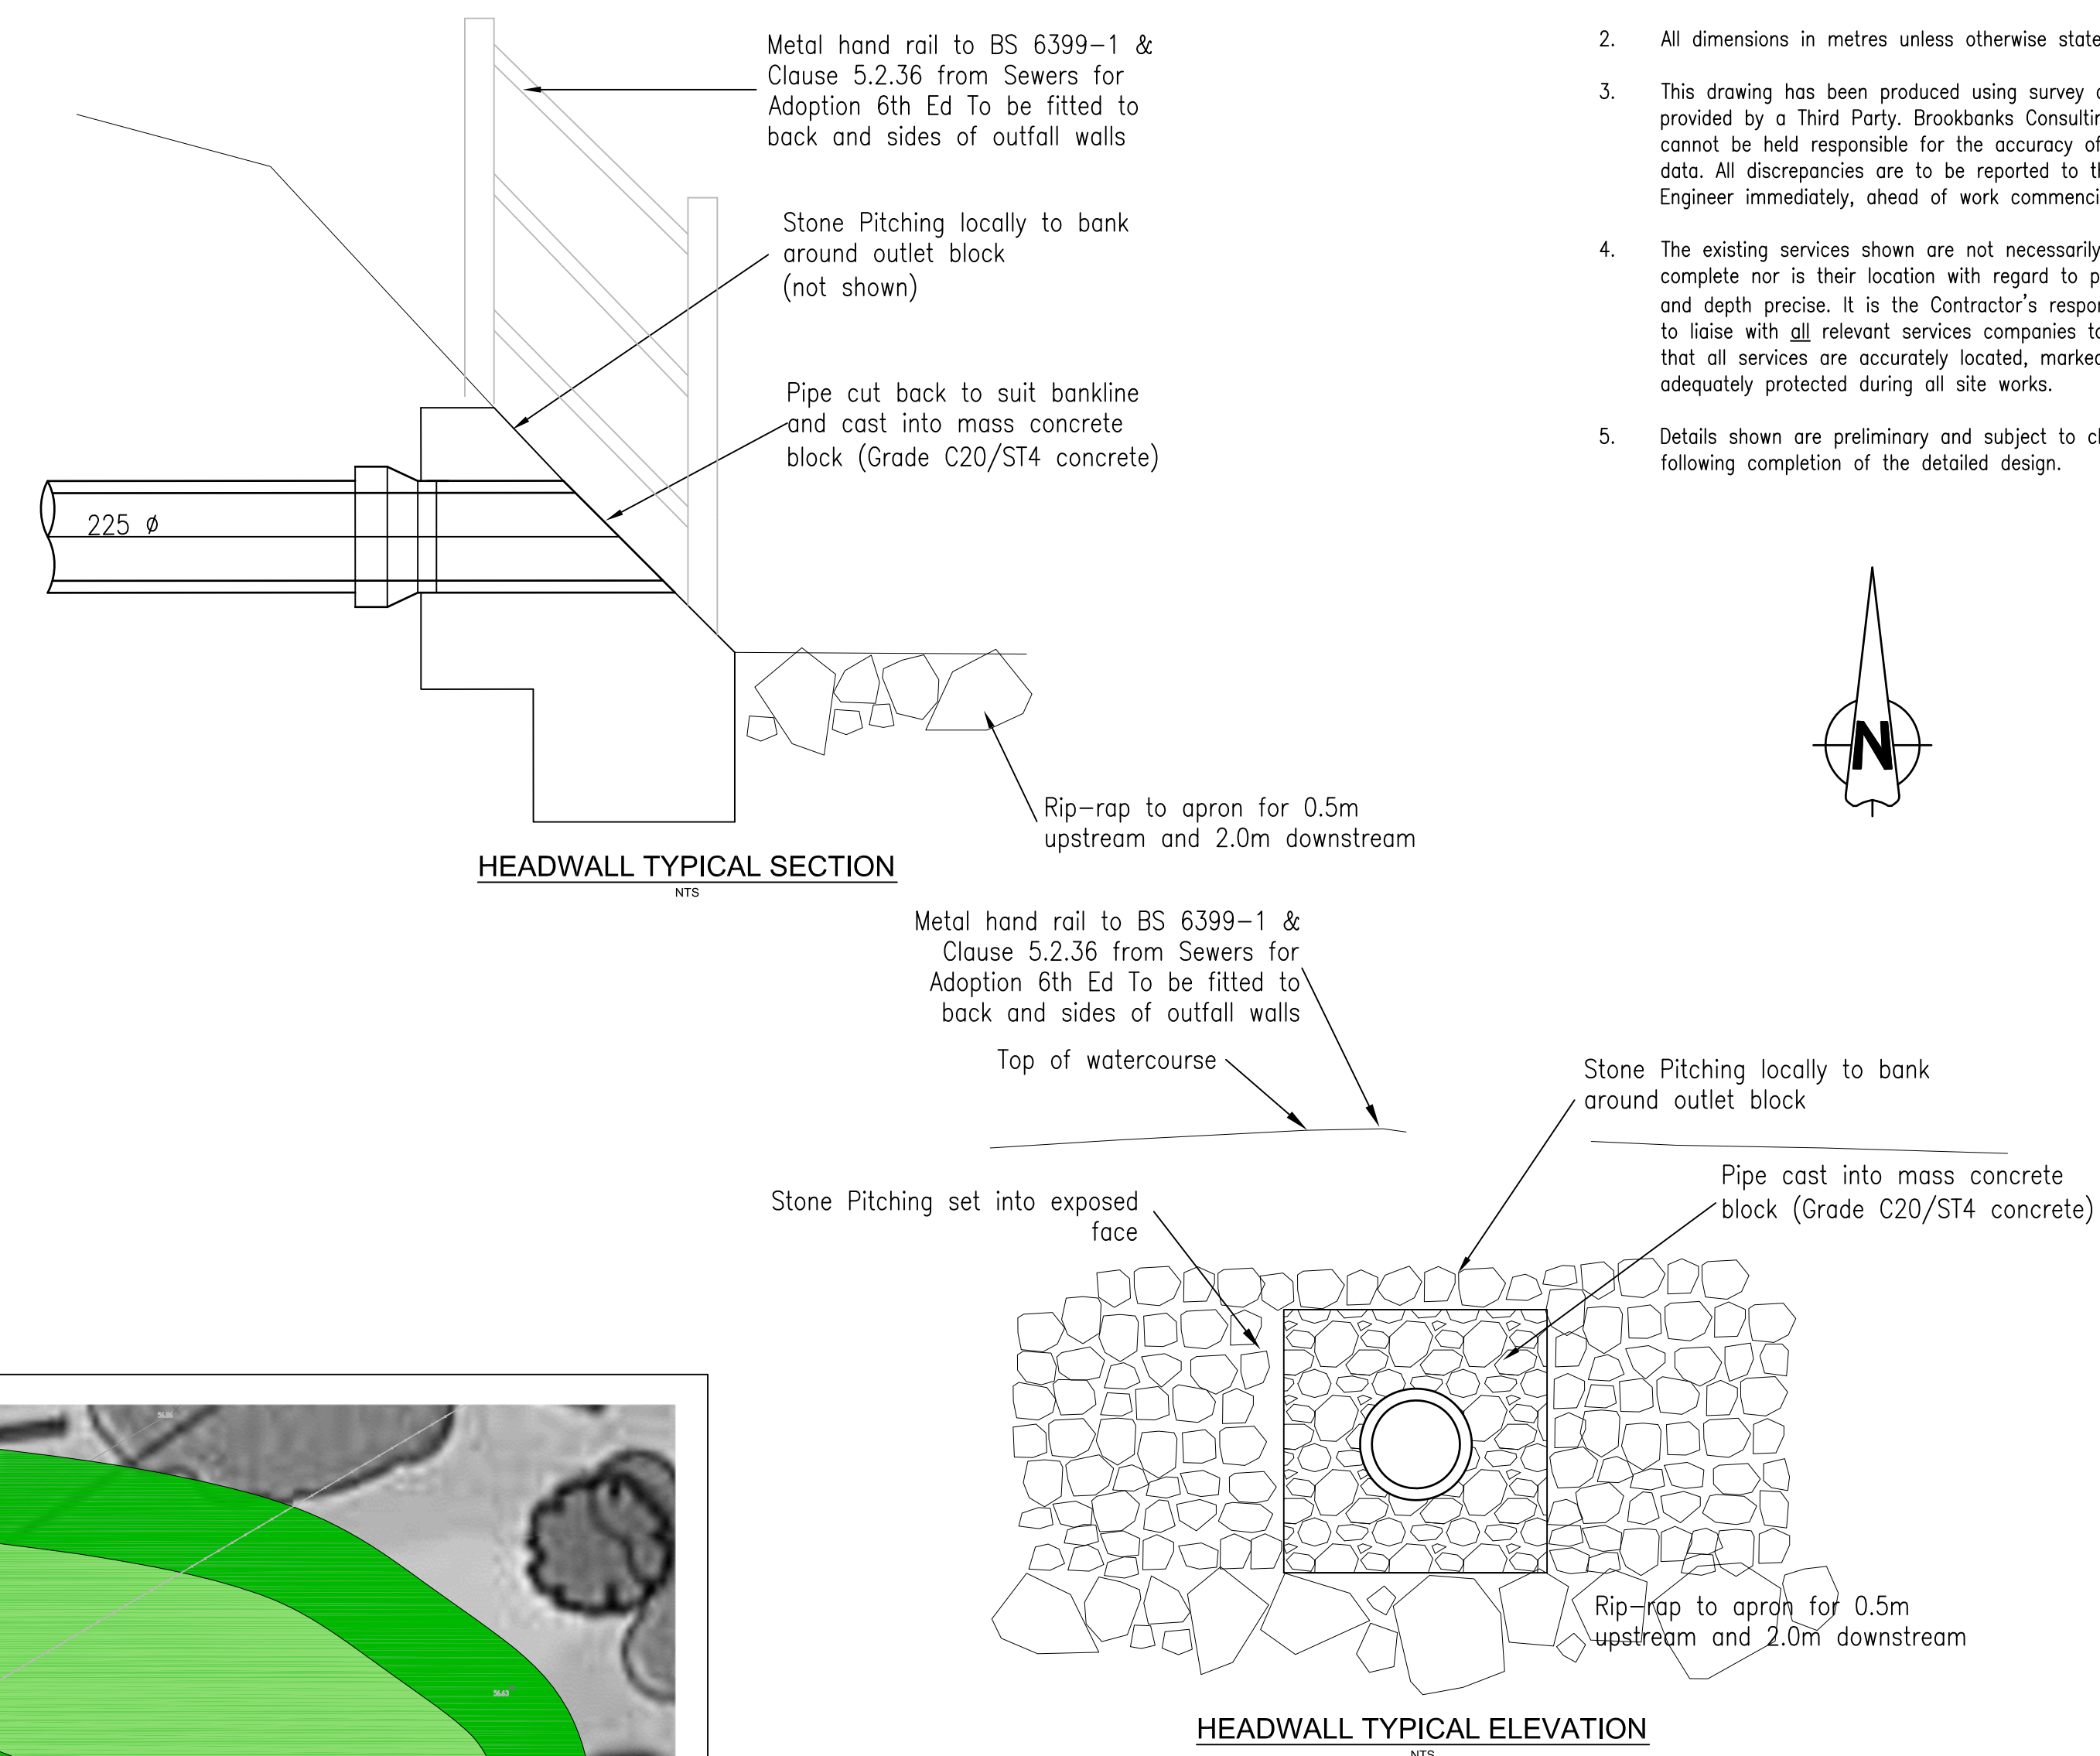 Metal hand rail to BS 6399-1 &
Clause 5.2.36 from Sewers for
Adoption 6th Ed To be fitted to
back and sides of outfall walls
Stone Pitching locally to bank
around outlet block
(not shown)
Pipe cut back to suit bankline
and cast into mass concrete
block (Grade C20/ST4 concrete)
225 ø
Rip-rap to apron for 0.5m
upstream and 2.0m downstream
HEADWALL TYPICAL SECTION
NTS
2. All dimensions in metres unless otherwise state
3. This drawing has been produced using survey
provided by a Third Party. Brookbanks Consultin
cannot be held responsible for the accuracy of
data. All discrepancies are to be reported to t
Engineer immediately, ahead of work commenci
4. The existing services shown are not necessarily
complete nor is their location with regard to p
and depth precise. It is the Contractor's respon
to liaise with all relevant services companies to
that all services are accurately located, marked
adequately protected during all site works.
5. Details shown are preliminary and subject to c
following completion of the detailed design.
N
Metal hand rail to BS 6399-1 &
Clause 5.2.36 from Sewers for
Adoption 6th Ed To be fitted to
back and sides of outfall walls
Top of watercourse
Stone Pitching locally to bank
around outlet block
Pipe cast into mass concrete
block (Grade C20/ST4 concrete)
Stone Pitching set into exposed
face
Rip-rap to apron for 0.5m
upstream and 2.0m downstream
HEADWALL TYPICAL ELEVATION
NTS
56.63